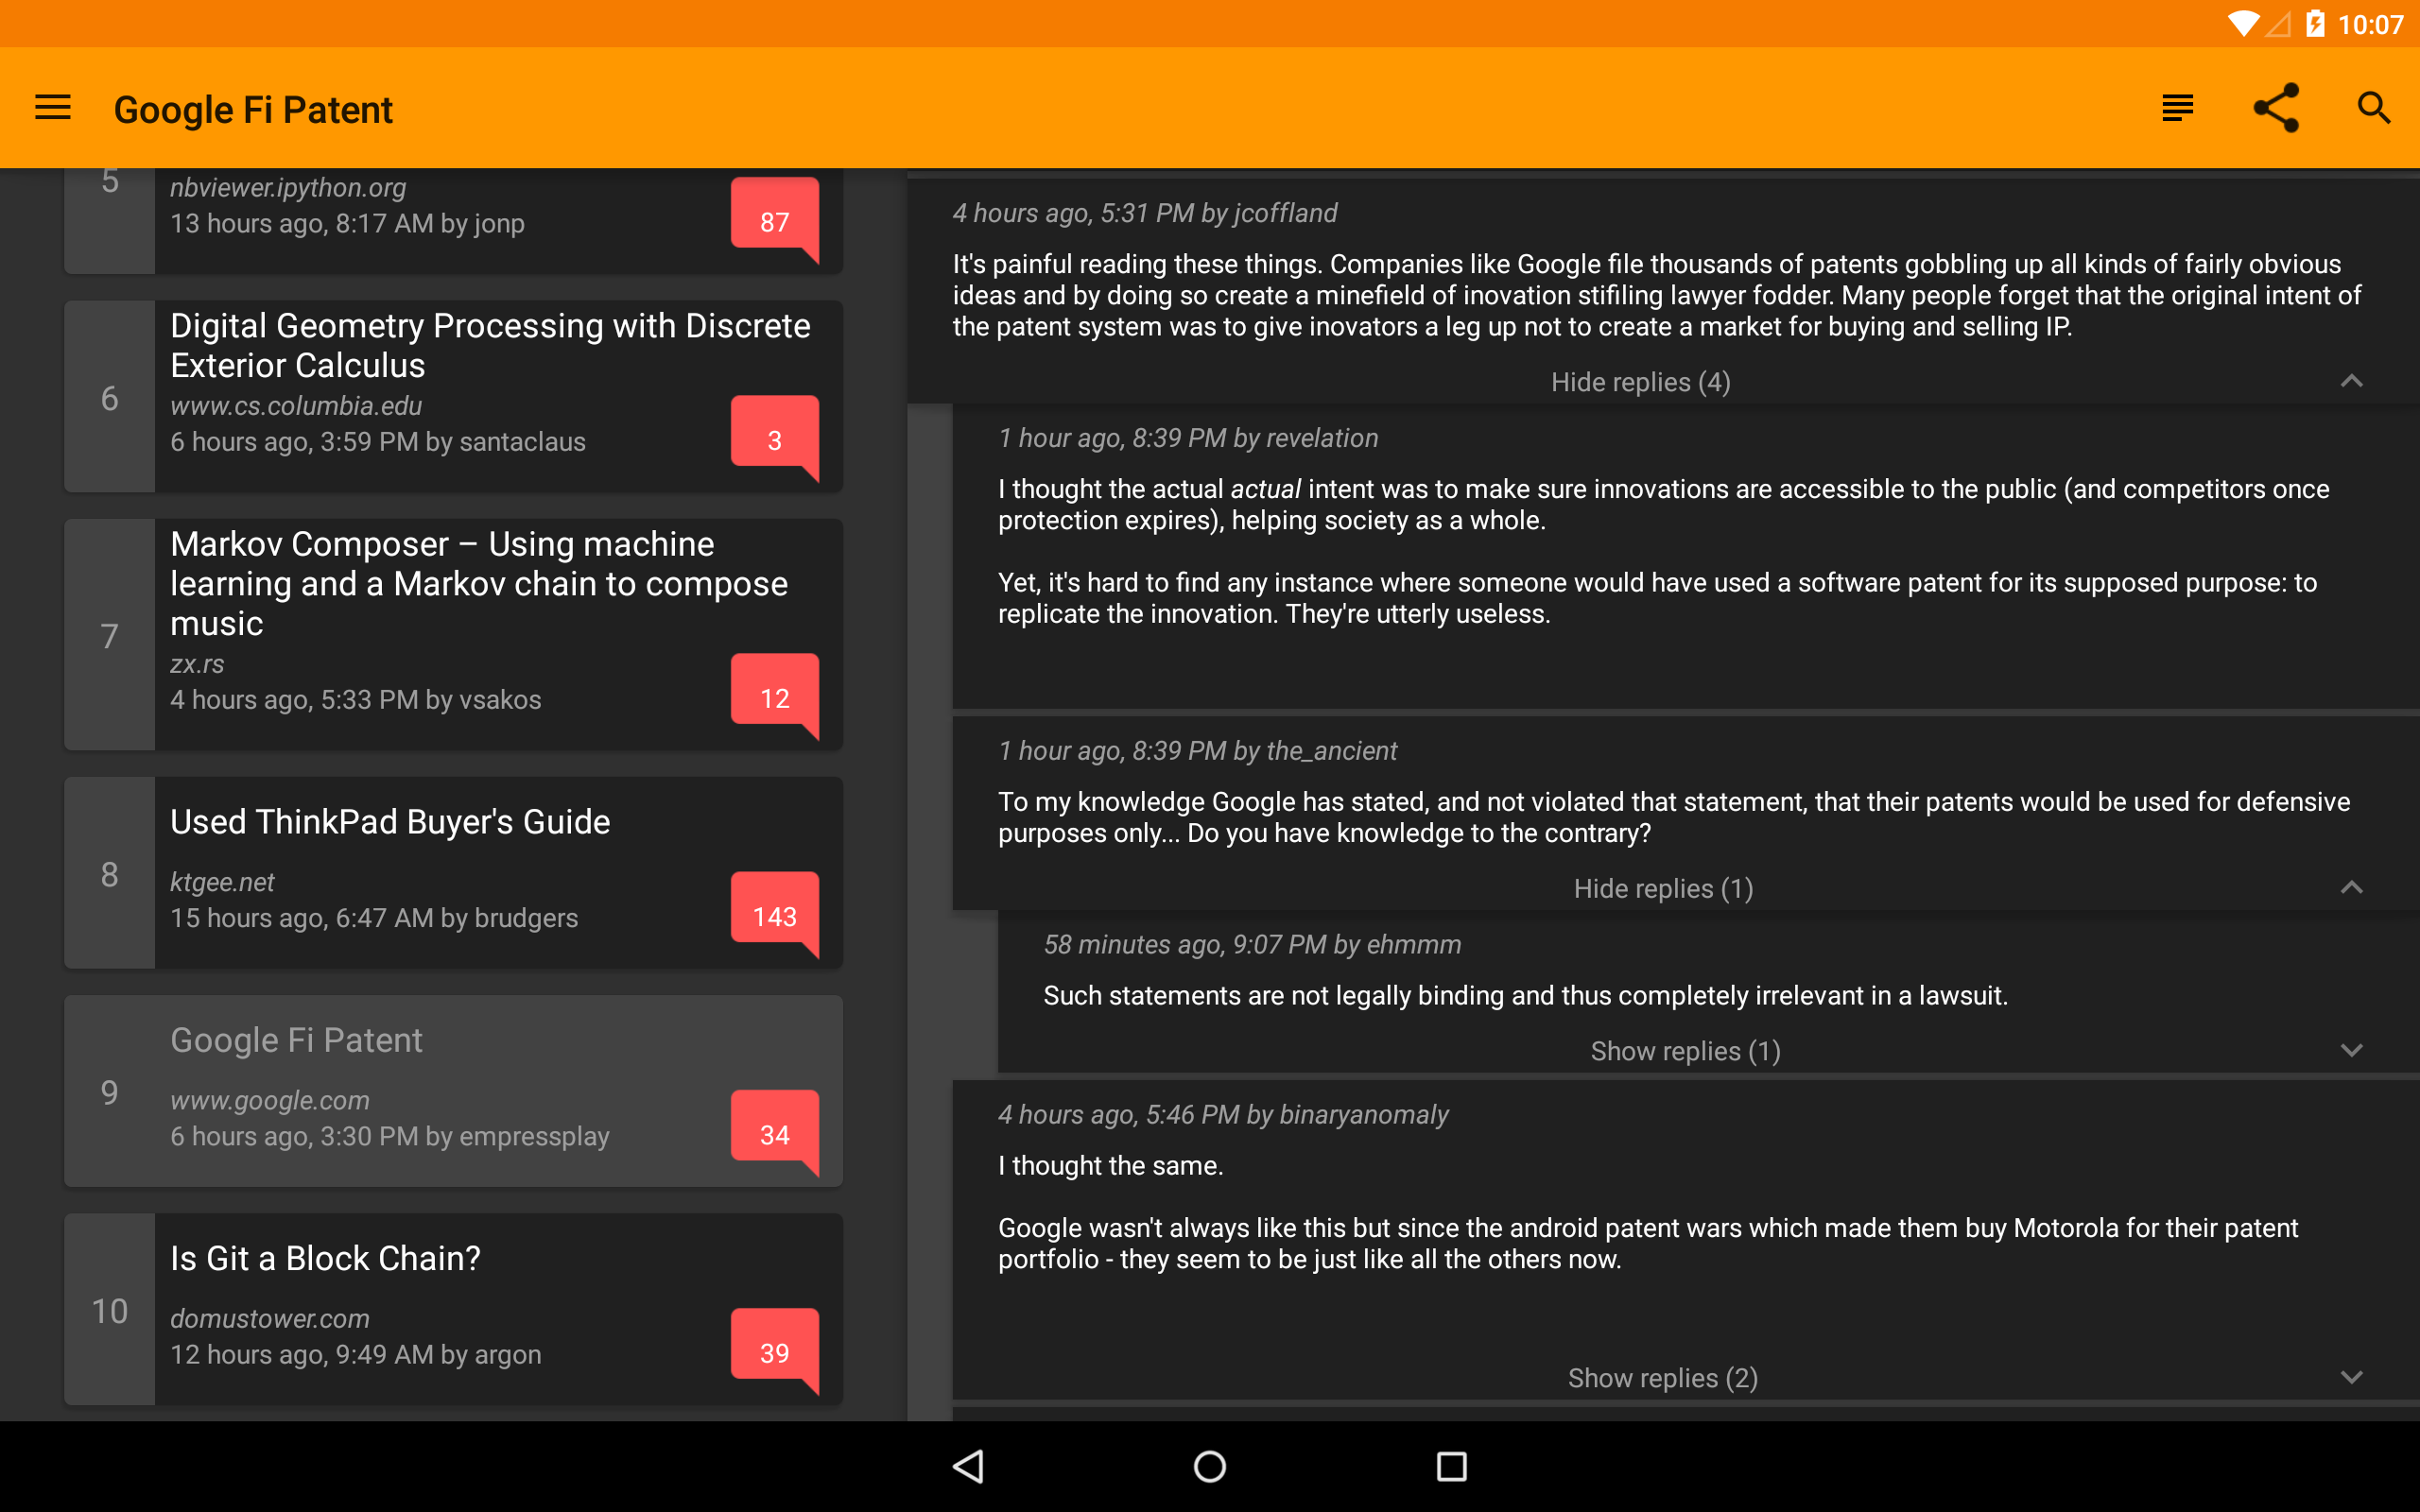 10:07
Google Fi Patent
5
nbviewer.ipython.org
13 hours ago, 8:17 AM by jonp
87
6
Digital Geometry Processing with Discrete
Exterior Calculus
www.cs.columbia.edu
6 hours ago, 3:59 PM by santaclaus
3
7
Markov Composer – Using machine
learning and a Markov chain to compose
music
zx.rs
4 hours ago, 5:33 PM by vsakos
12
8
Used ThinkPad Buyer's Guide
ktgee.net
15 hours ago, 6:47 AM by brudgers
143
9
Google Fi Patent
www.google.com
6 hours ago, 3:30 PM by empressplay
34
10
Is Git a Block Chain?
domustower.com
12 hours ago, 9:49 AM by argon
39
4 hours ago, 5:31 PM by jcoffland
It's painful reading these things. Companies like Google file thousands of patents gobbling up all kinds of fairly obvious
ideas and by doing so create a minefield of inovation stifiling lawyer fodder. Many people forget that the original intent of
the patent system was to give inovators a leg up not to create a market for buying and selling IP.
Hide replies (4)
1 hour ago, 8:39 PM by revelation
I thought the actual actual intent was to make sure innovations are accessible to the public (and competitors once
protection expires), helping society as a whole.
Yet, it's hard to find any instance where someone would have used a software patent for its supposed purpose: to
replicate the innovation. They're utterly useless.
1 hour ago, 8:39 PM by the_ancient
To my knowledge Google has stated, and not violated that statement, that their patents would be used for defensive
purposes only... Do you have knowledge to the contrary?
Hide replies (1)
58 minutes ago, 9:07 PM by ehmmm
Such statements are not legally binding and thus completely irrelevant in a lawsuit.
Show replies (1)
4 hours ago, 5:46 PM by binaryanomaly
I thought the same.
Google wasn't always like this but since the android patent wars which made them buy Motorola for their patent
portfolio - they seem to be just like all the others now.
Show replies (2)